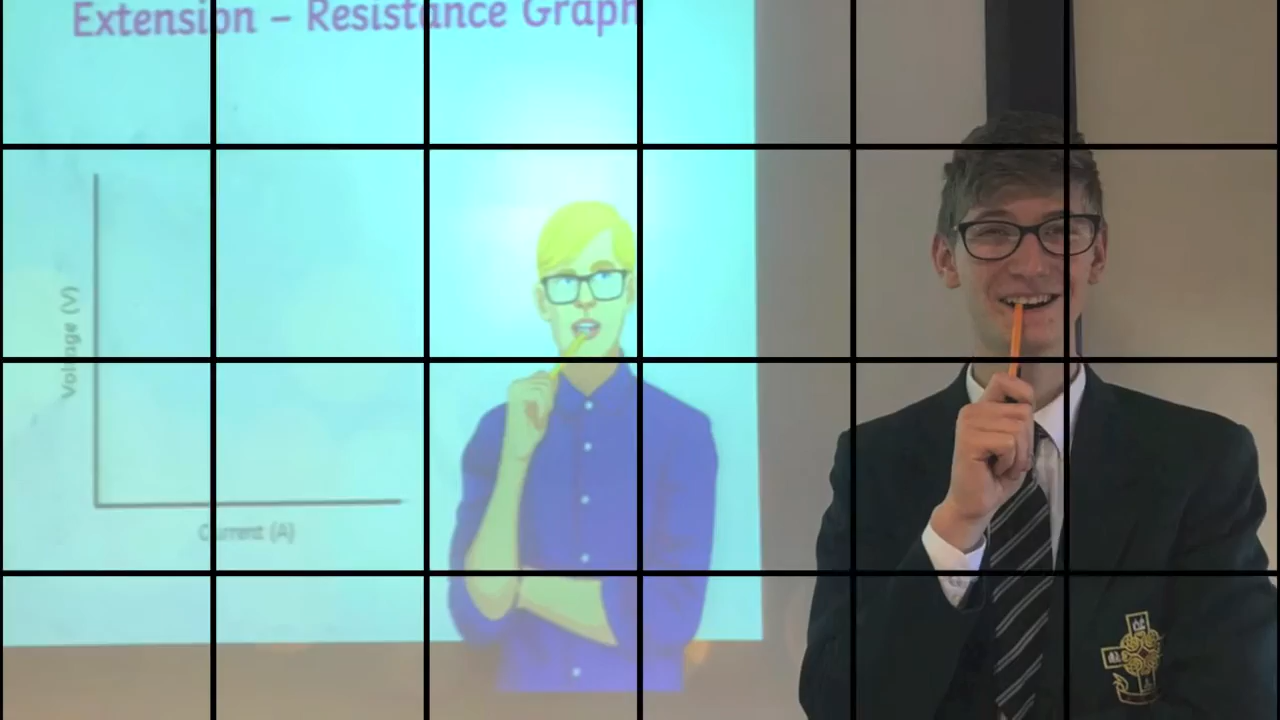 Extension – Resistance Graph
Voltage (V)
Current (A)